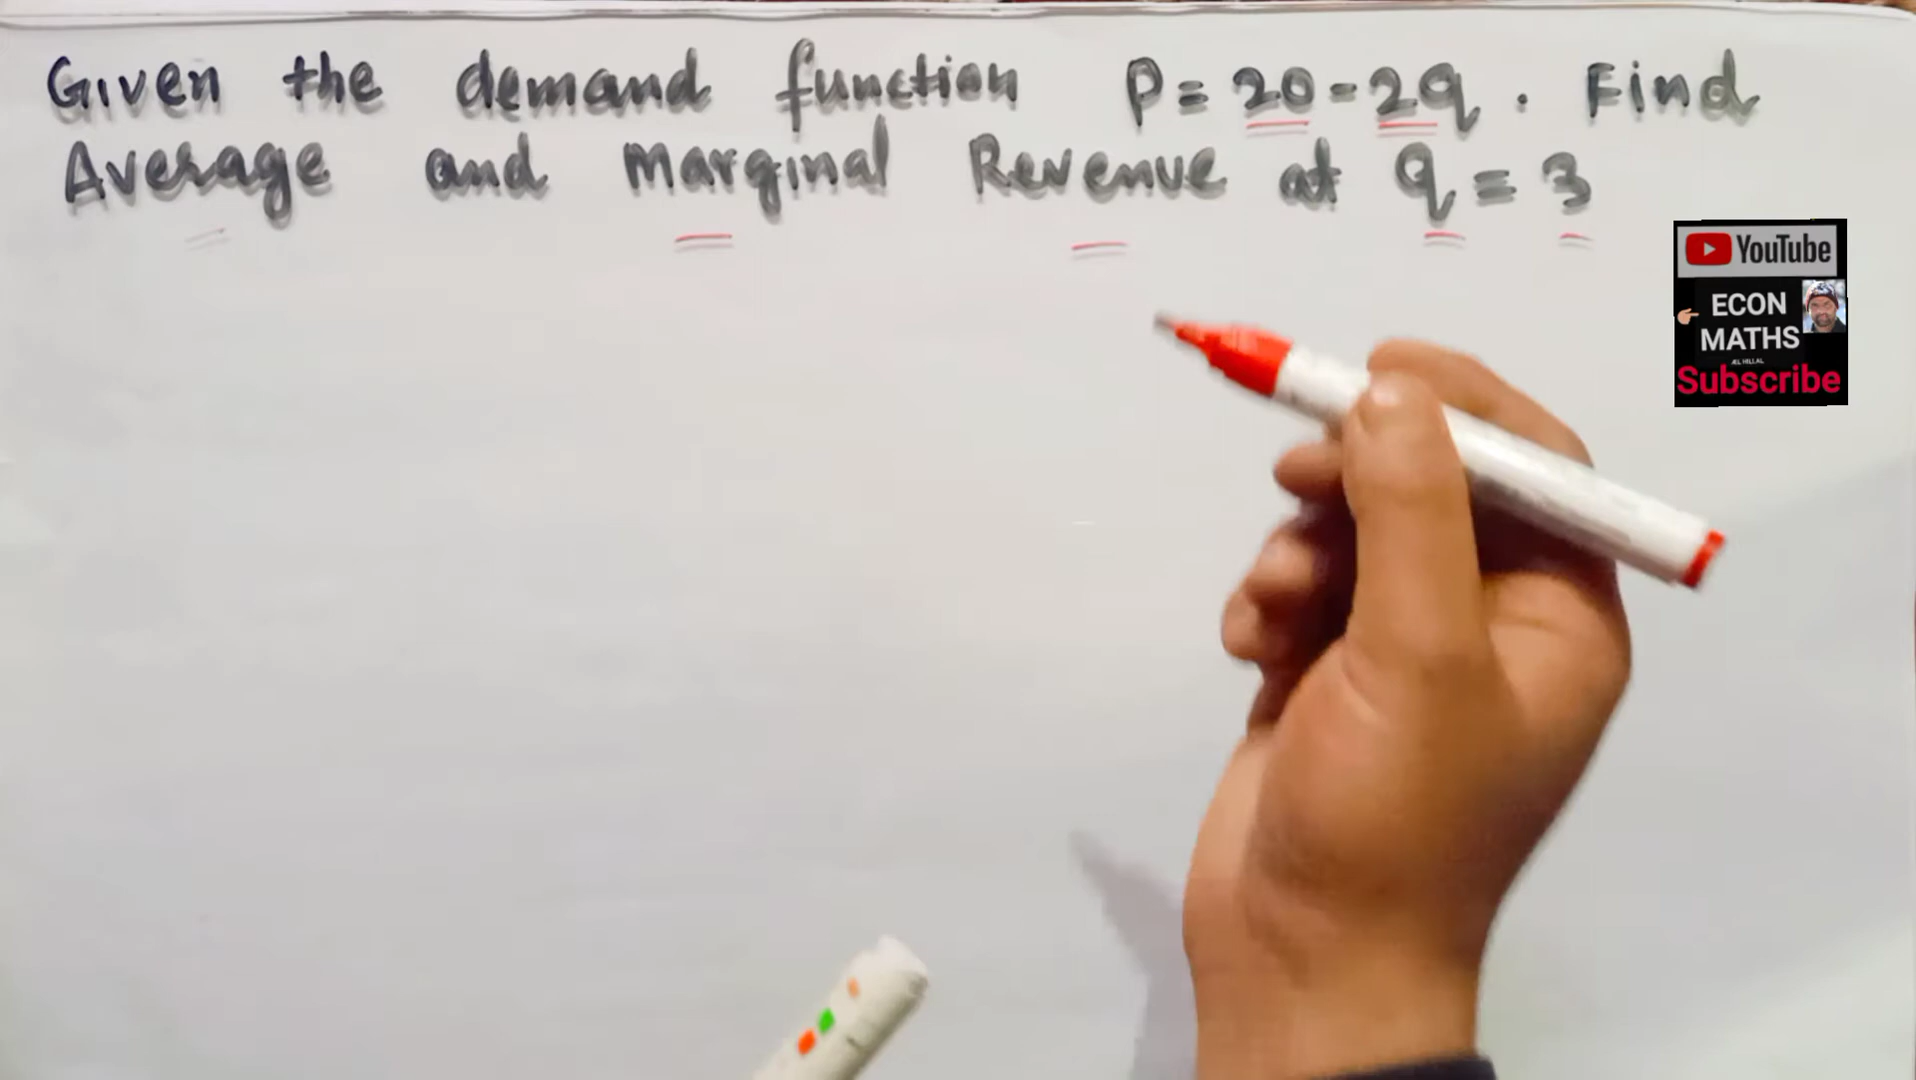 Given the demand function P = 20 - 2q. Find
Average and Marginal Revenue at q = 3
YouTube
ECON
MATHS
Subscribe